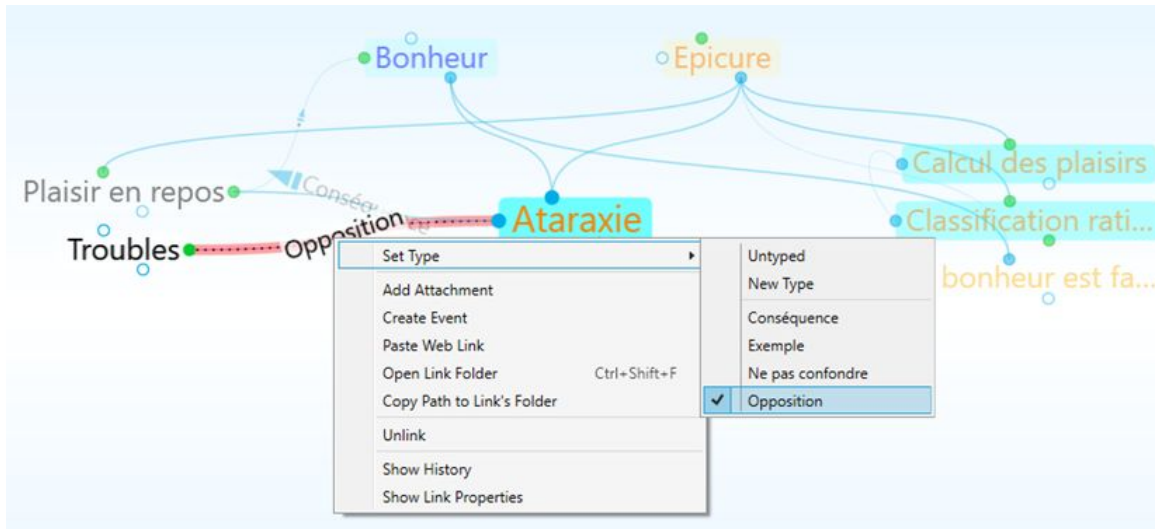 Bonheur
Epicure
Calcul des plaisirs
Plaisir en repos
Conséquence
Classification rati...
Ataraxie
Opposition
Troubles
bonheur est fa...
Set Type
Add Attachment
Create Event
Paste Web Link
Open Link Folder Ctrl+Shift+F
Copy Path to Link's Folder
Unlink
Show History
Show Link Properties
Untyped
New Type
Conséquence
Exemple
Ne pas confondre
Opposition